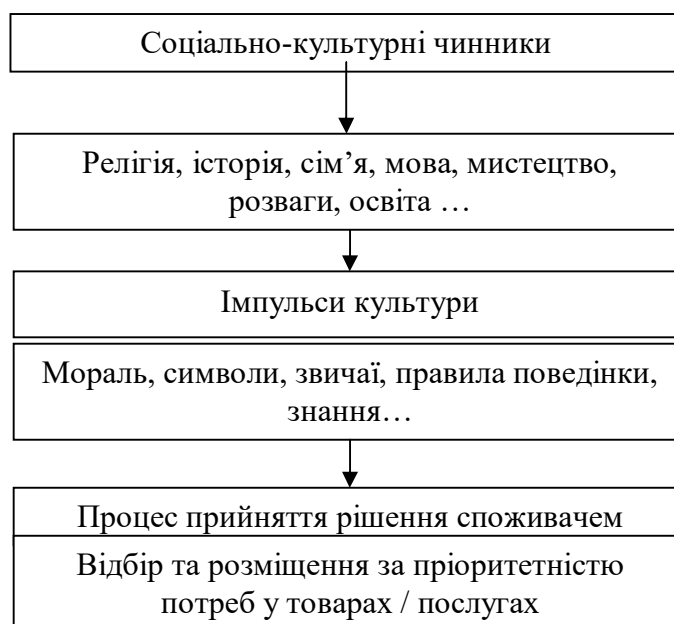 Соціально-культурні чинники
Релігія, історія, сім’я, мова, мистецтво,
розваги, освіта …
Імпульси культури
Мораль, символи, звичаї, правила поведінки,
знання…
Процес прийняття рішення споживачем
Відбір та розміщення за пріоритетністю
потреб у товарах / послугах